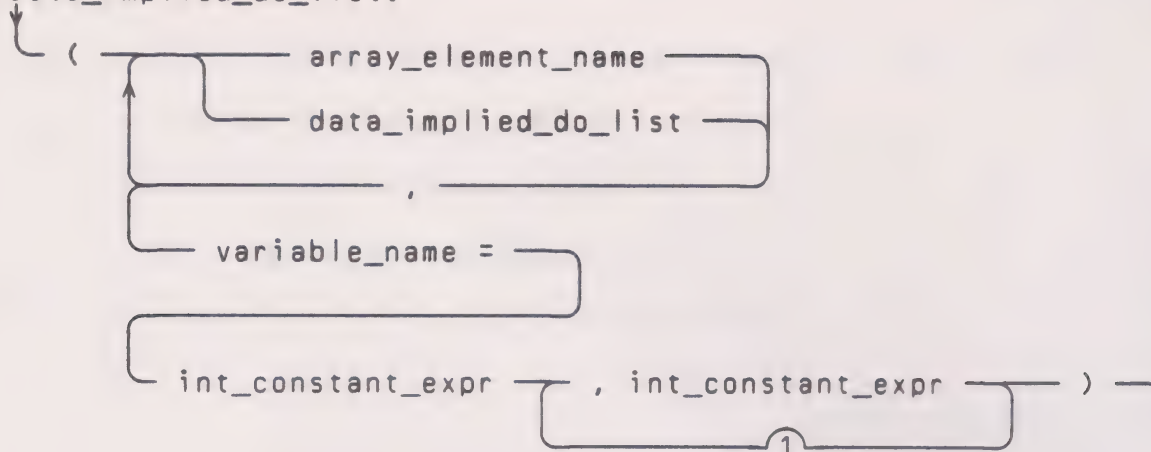 ( array_element_name
data_implied_do_list
,
variable_name =
int_constant_expr , int_constant_expr )
1